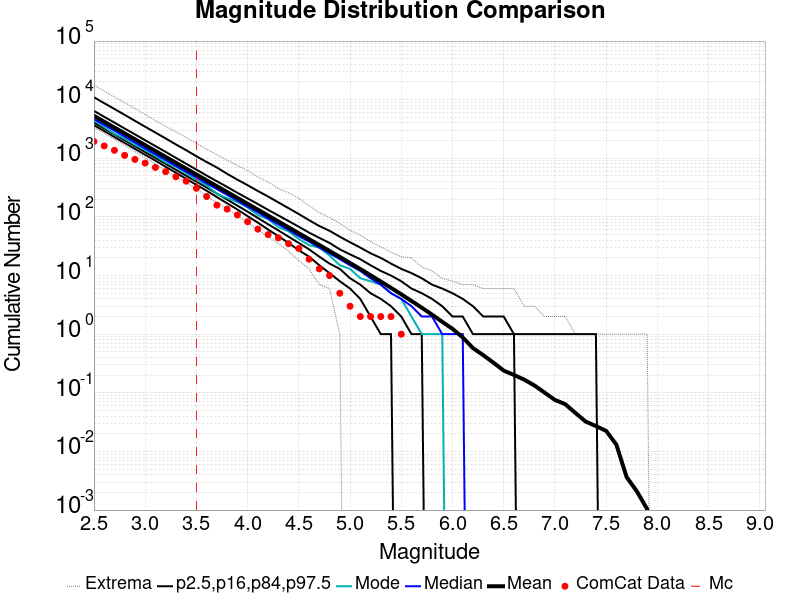 Magnitude Distribution Comparison
10^5
10^4
10^3
10^2
10^1
10^0
10^-1
10^-2
10^-3
Cumulative Number
2.5 3.0 3.5 4.0 4.5 5.0 5.5 6.0 6.5 7.0 7.5 8.0 8.5 9.0
Magnitude
Extrema p2.5,p16,p84,p97.5 Mode Median Mean ComCat Data Mc